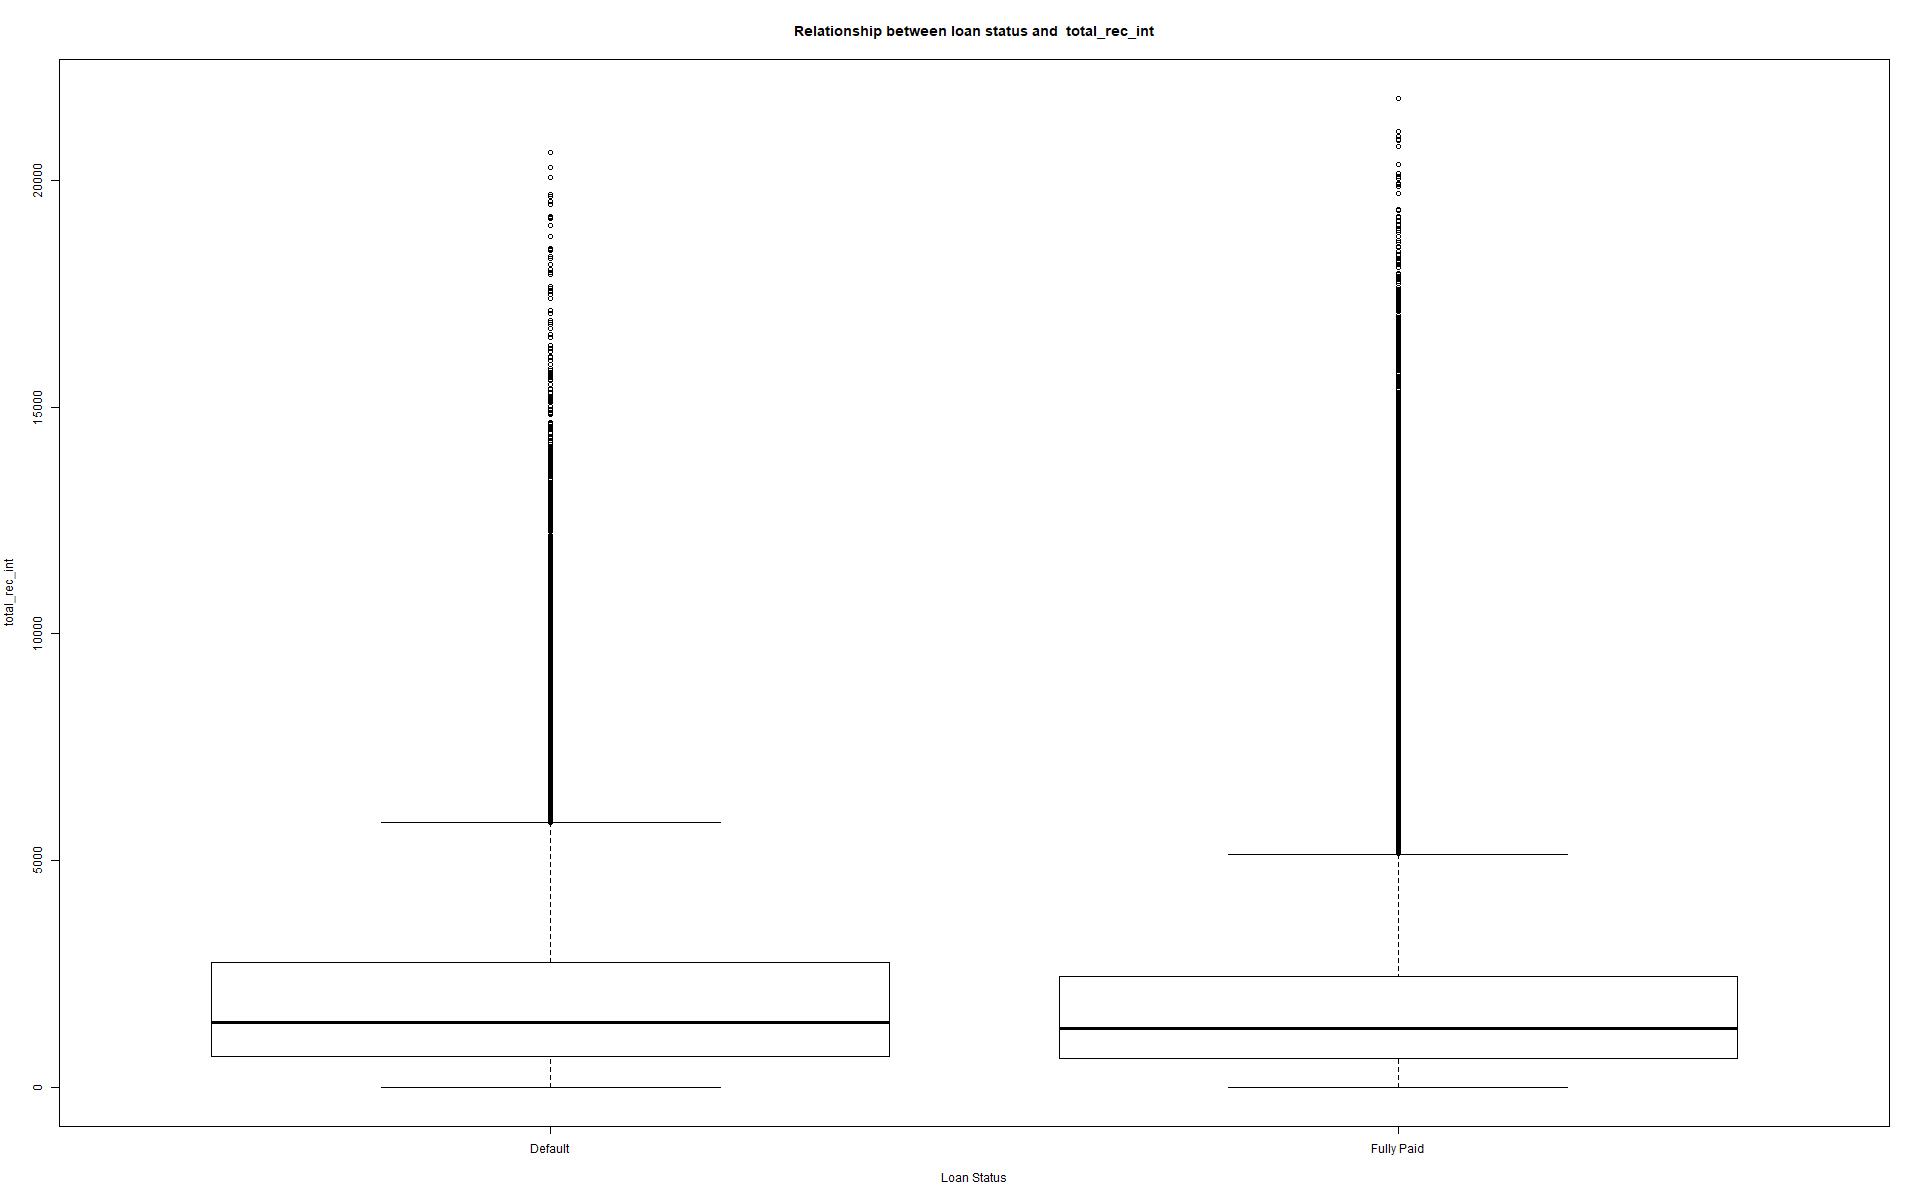 Relationship between loan status and  total_rec_int
total_rec_int
20000
15000
10000
5000
0
Default
Fully Paid
Loan Status